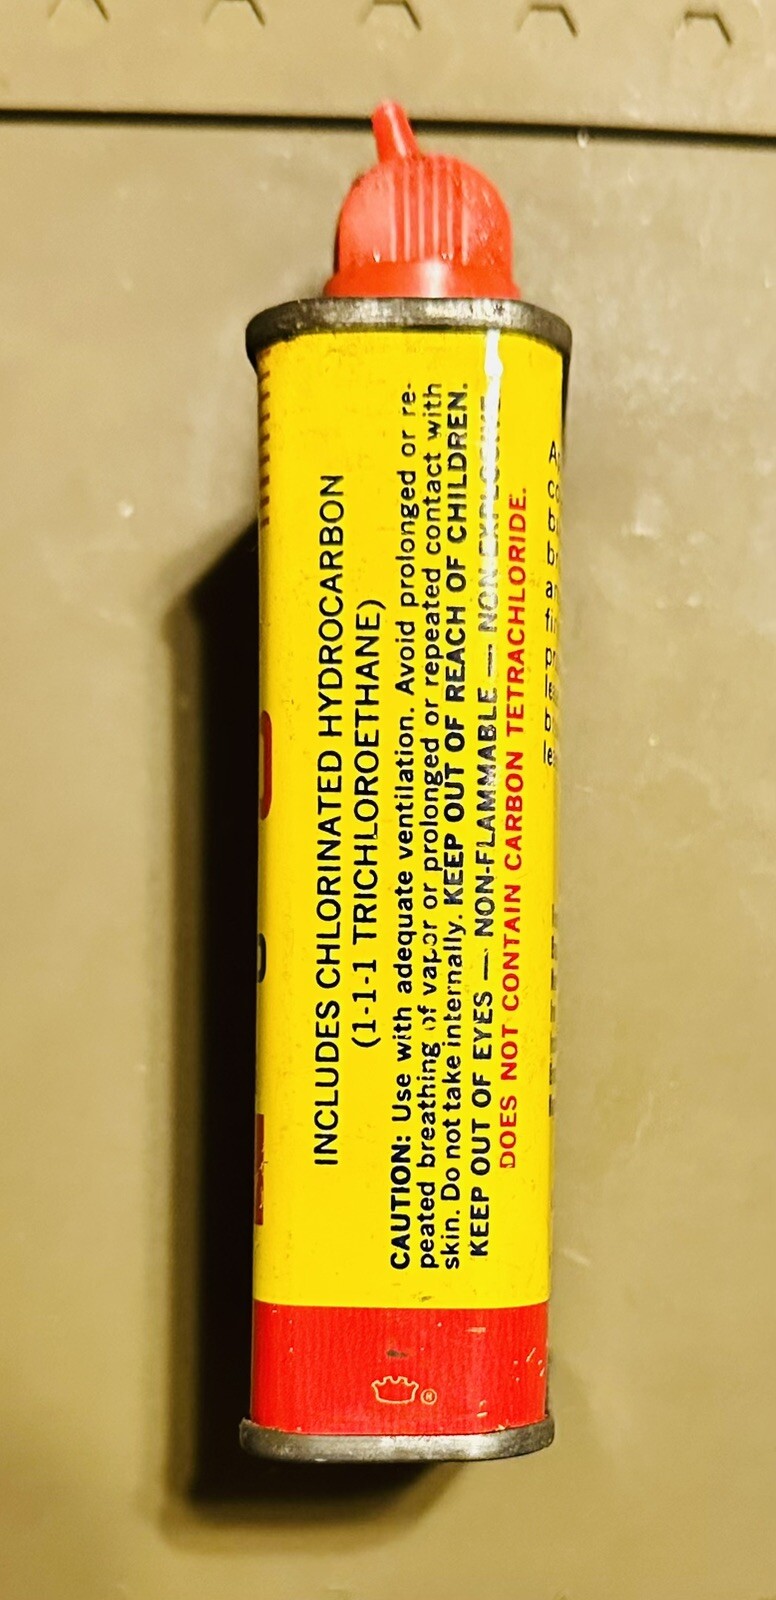 INCLUDES CHLORINATED HYDROCARBON
(1-1-1 TRICHLOROETHANE)
CAUTION: Use with adequate ventilation. Avoid prolonged or re-
peated breathing of vapor or prolonged or repeated contact with
skin. Do not take internally. KEEP OUT OF REACH OF CHILDREN.
KEEP OUT OF EYES — NON-FLAMMABLE — NON-EXPLOSIVE.
DOES NOT CONTAIN CARBON TETRACHLORIDE.
®